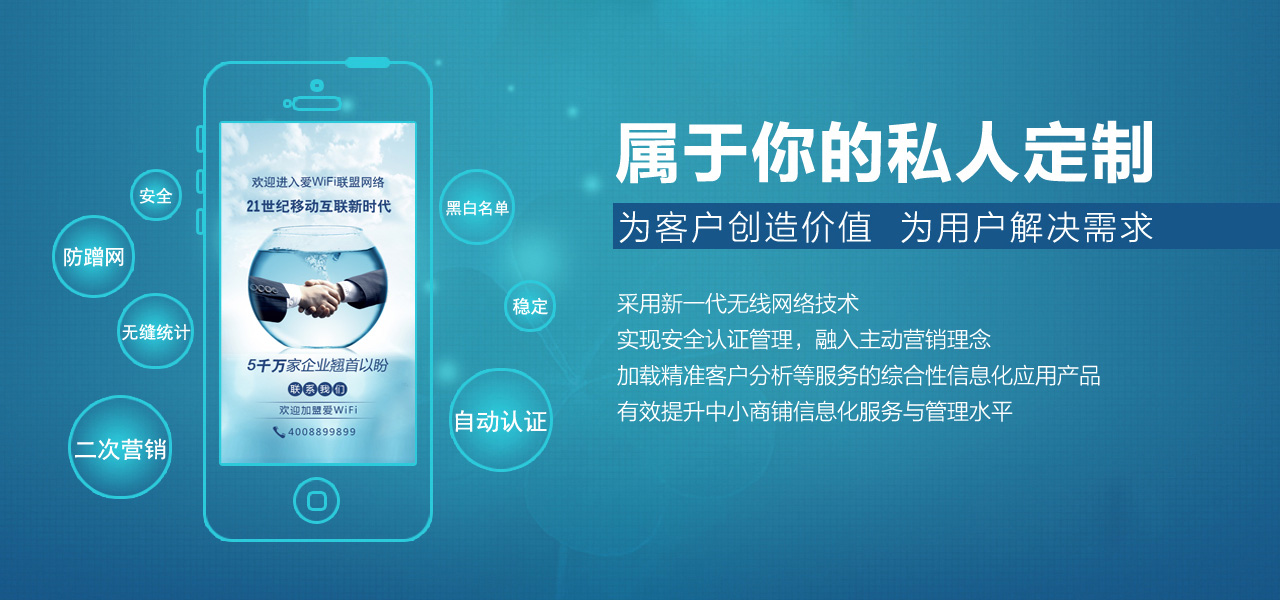 属于你的私人定制
为客户创造价值 为用户解决需求
采用新一代无线网络技术
实现安全认证管理，融入主动营销理念
加载精准客户分析等服务的综合性信息化应用产品
有效提升中小商铺信息化服务与管理水平
安全
防蹭网
无缝统计
二次营销
欢迎进入爱WiFi联盟网络
21世纪移动互联新时代
5千万家企业翘首以盼
联系我们
欢迎加盟爱WiFi
4008899899
黑白名单
稳定
自动认证